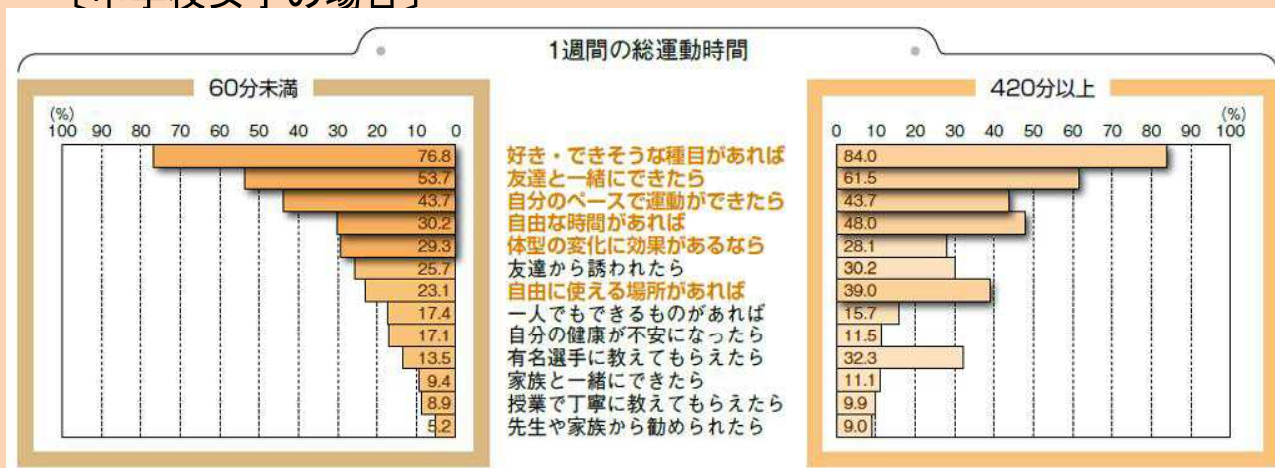 1週間の総運動時間
60分未満
(%)
100 90 80 70 60 50 40 30 20 10 0
76.8
53.7
43.7
30.2
29.3
25.7
23.1
17.4
17.1
13.5
9.4
8.9
5.2
好き・できそうな種目があれば
友達と一緒にできたら
自分のペースで運動ができたら
自由な時間があれば
体型の変化に効果があるなら
友達から誘われたら
自由に使える場所があれば
一人でもできるものがあれば
自分の健康が不安になったら
有名選手に教えてもらえたら
家族と一緒にできたら
授業で丁寧に教えてもらえたら
先生や家族から勧められたら
420分以上
(%)
0 10 20 30 40 50 60 70 80 90 100
84.0
61.5
43.7
48.0
28.1
30.2
39.0
15.7
11.5
32.3
11.1
9.9
9.0